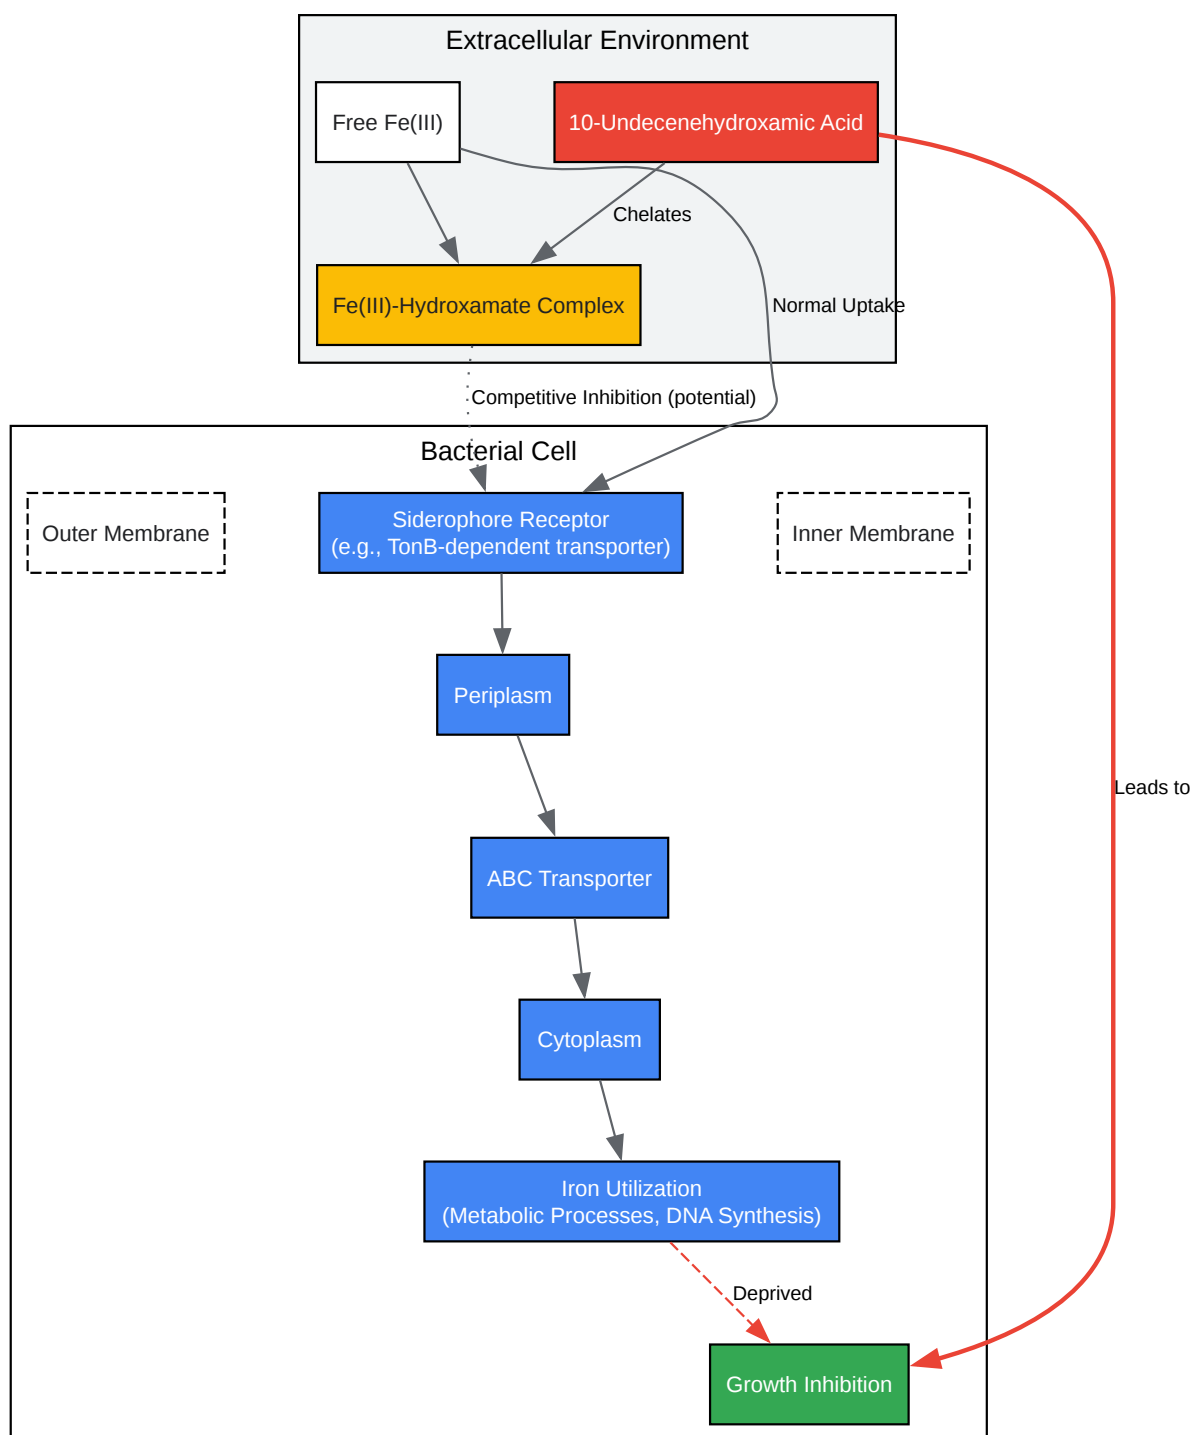 Extracellular Environment
Free Fe(III)
10-Undecenehydroxamic Acid
Chelates
Fe(III)-Hydroxamate Complex
Normal Uptake
Competitive Inhibition (potential)
Bacterial Cell
Outer Membrane
Siderophore Receptor
(e.g., TonB-dependent transporter)
Inner Membrane
Periplasm
Leads to
ABC Transporter
Cytoplasm
Iron Utilization
(Metabolic Processes, DNA Synthesis)
Deprived
Growth Inhibition